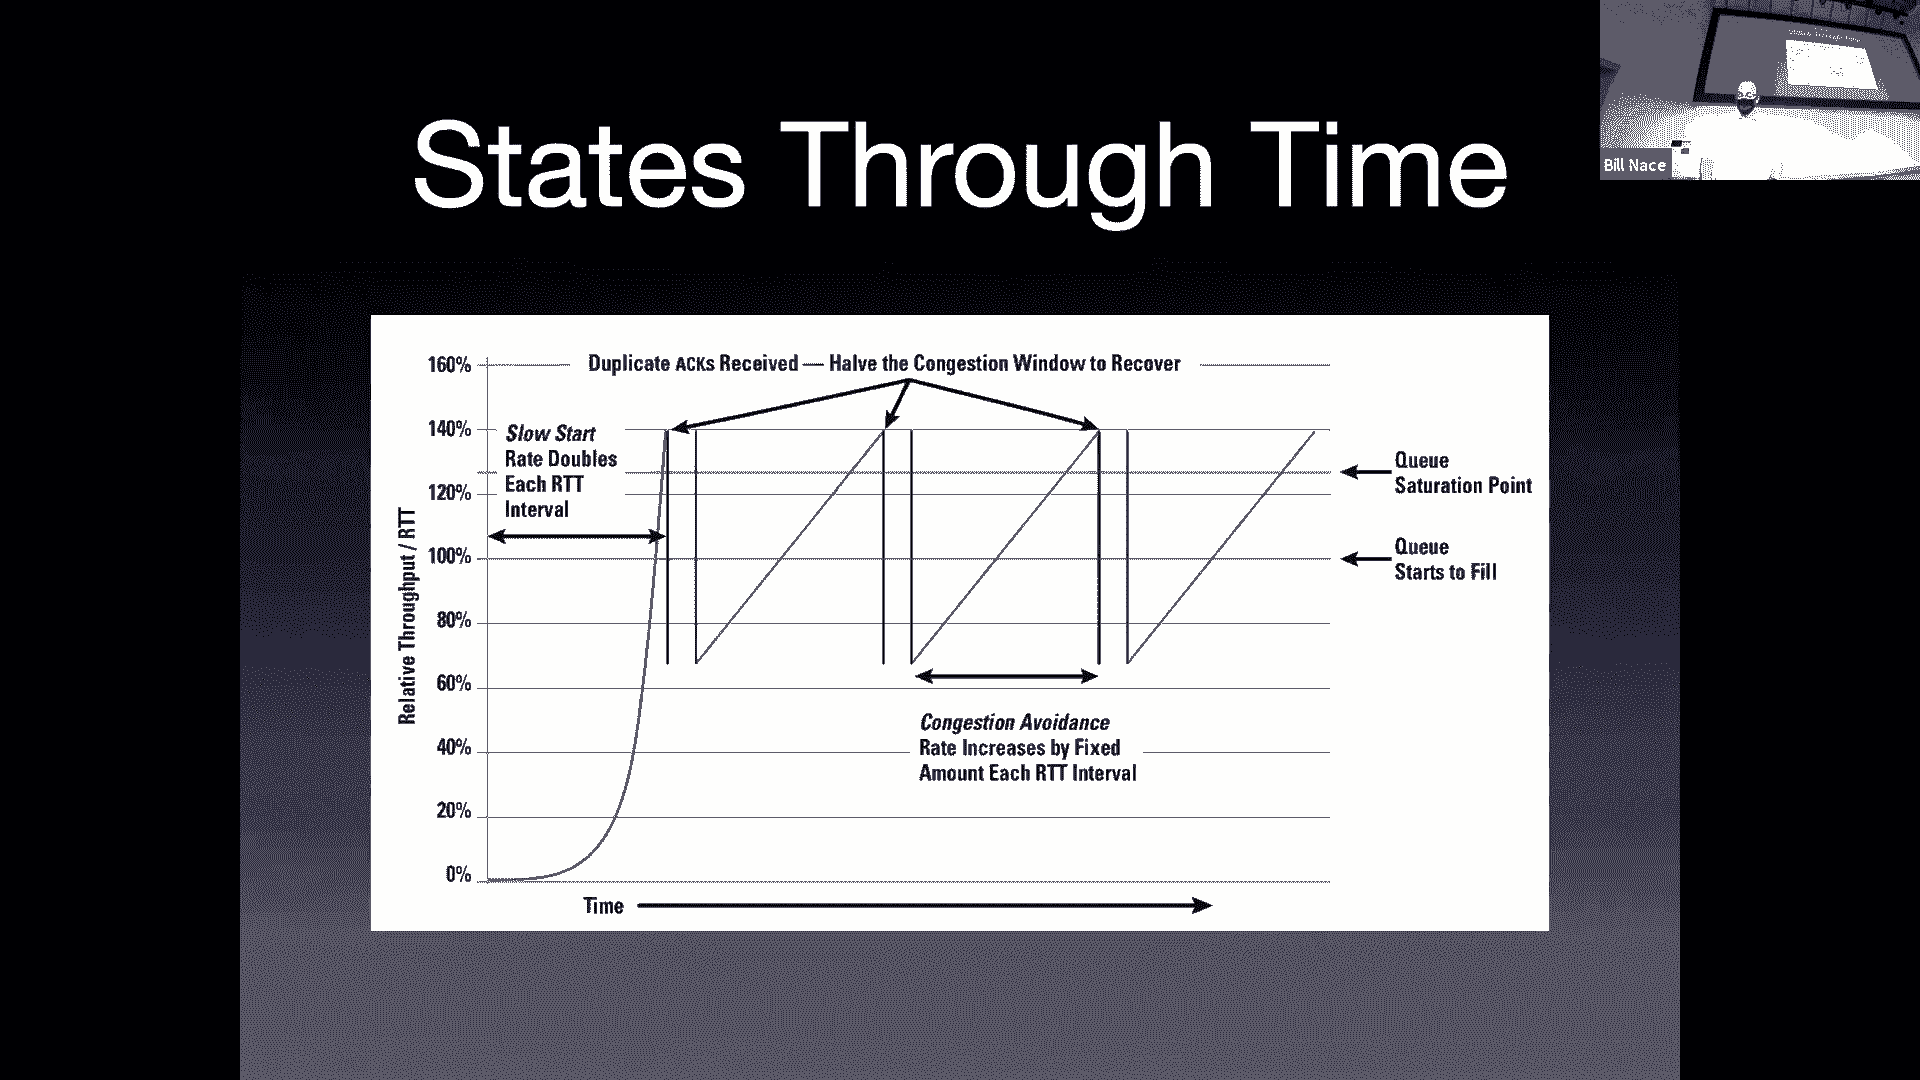 States Through Time
Bill Nace
160%
Duplicate ACKs Received — Halve the Congestion Window to Recover
140%
Slow Start
Rate Doubles
Each RTT
Interval
Queue
Saturation Point
120%
100%
Queue
Starts to Fill
80%
60%
Relative Throughput / RTT
Congestion Avoidance
Rate Increases by Fixed
Amount Each RTT Interval
40%
20%
0%
Time